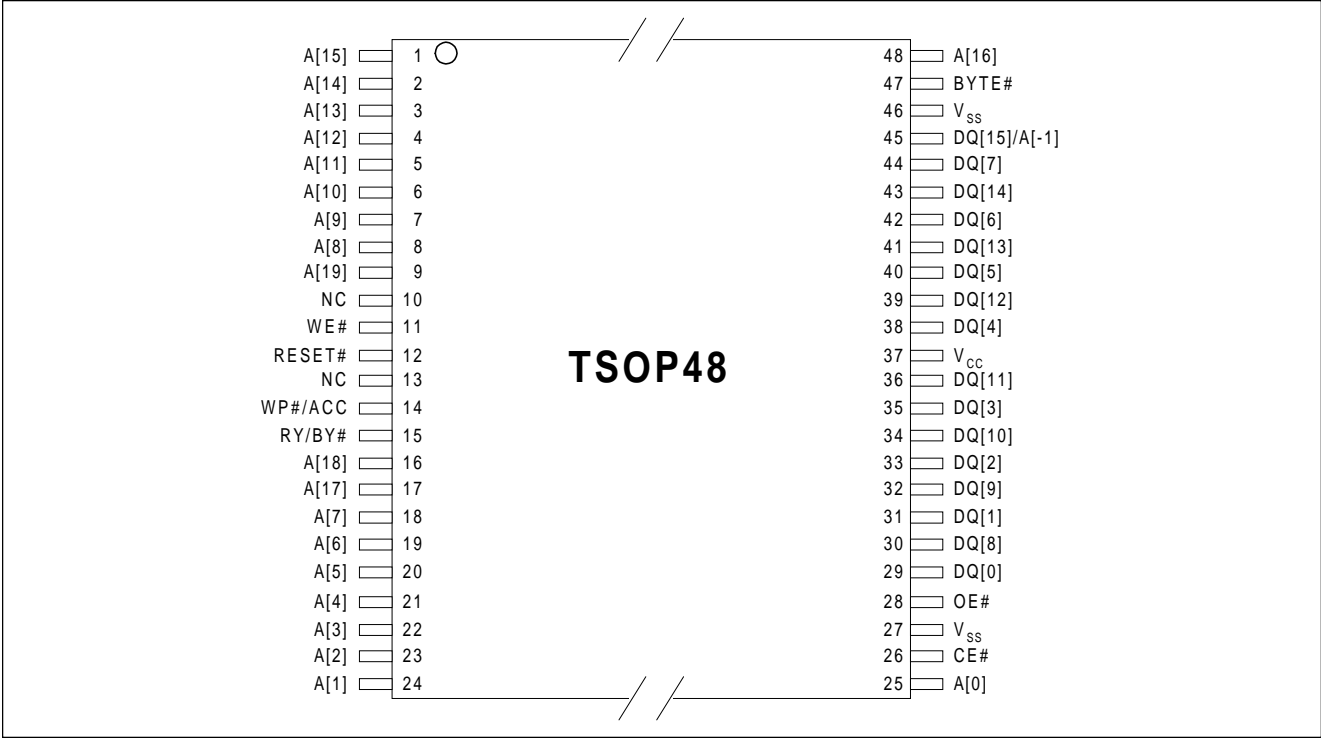 A[15] 1 48 A[16]
A[14] 2 47 BYTE#
A[13] 3 46 VSS
A[12] 4 45 DQ[15]/A[-1]
A[11] 5 44 DQ[7]
A[10] 6 43 DQ[14]
A[9] 7 42 DQ[6]
A[8] 8 41 DQ[13]
A[19] 9 40 DQ[5]
NC 10 39 DQ[12]
WE# 11 38 DQ[4]
RESET# 12 37 VCC
NC 13 36 DQ[11]
TSOP48
WP#/ACC 14 35 DQ[3]
RY/BY# 15 34 DQ[10]
A[18] 16 33 DQ[2]
A[17] 17 32 DQ[9]
A[7] 18 31 DQ[1]
A[6] 19 30 DQ[8]
A[5] 20 29 DQ[0]
A[4] 21 28 OE#
A[3] 22 27 VSS
A[2] 23 26 CE#
A[1] 24 25 A[0]